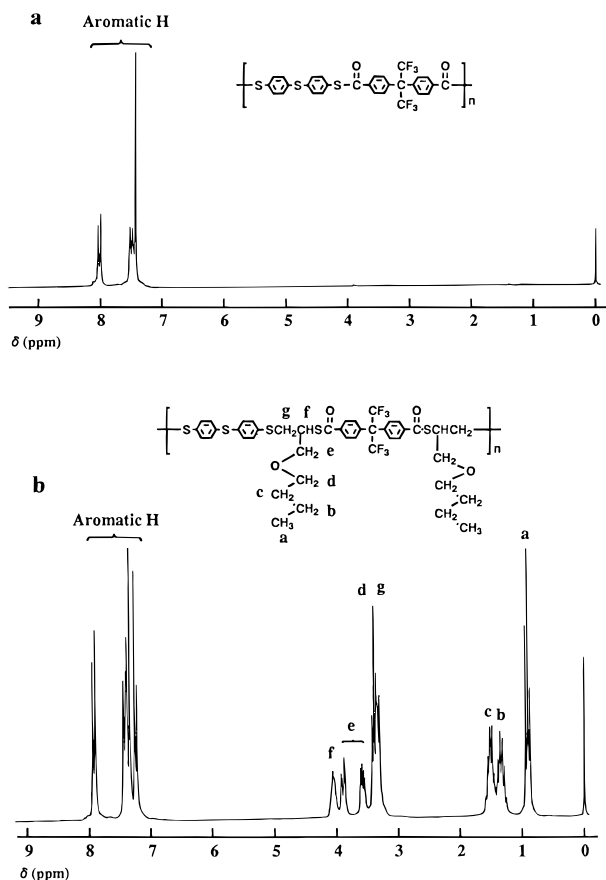 a
Aromatic H
S S S C O C CF₃ CF₃ C O n
9 8 7 6 5 4 3 2 1 0
δ (ppm)
g f
S S SCH₂CHSC O C CF₃ CF₃ CSCHCH₂ O n
CH₂ e CH₂
O O
CH₂ d CH₂
c CH₂ CH₂
CH₂ b CH₂
CH₃ CH₃
a
b
Aromatic H
a
d g
c b
e
f
9 8 7 6 5 4 3 2 1 0
δ (ppm)